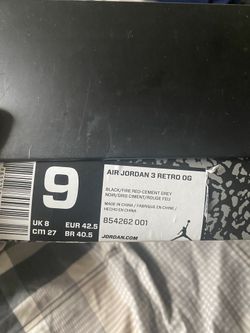 9
UK 8 EUR 42.5
cm 27 BR 40.5
AIR JORDAN 3 RETRO OG
BLACK/FIRE RED-CEMENT GREY
NOIR/GRIS CIMENT/ROUGE FEU
MADE IN CHINA / FABRIQUE EN CHINE /
HECHO EN CHINA
854262 001
JORDAN.COM